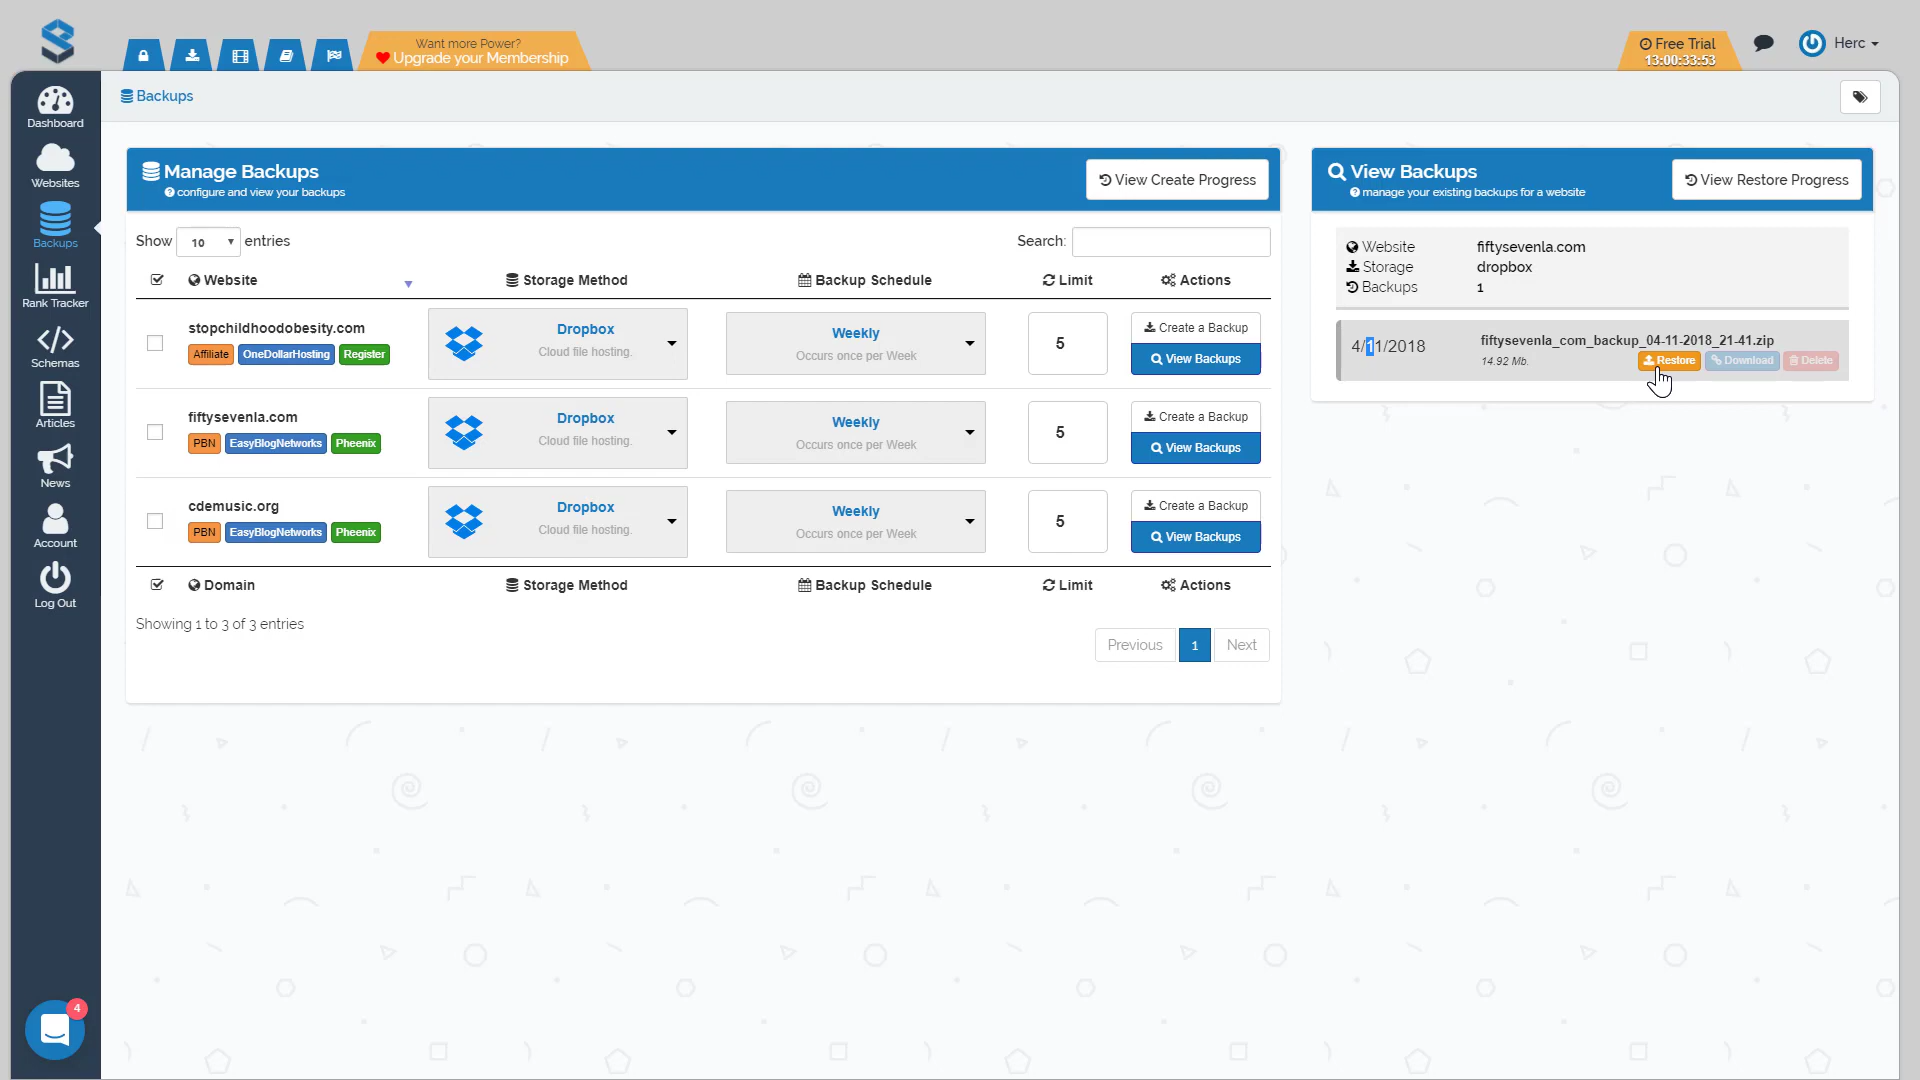 Want more Power?
Upgrade your Membership
Free Trial
13:00:33:53
Herc
Dashboard
Websites
Backups
Rank Tracker
Schemas
Articles
News
Account
Log Out
4
Backups
Manage Backups
configure and view your backups
View Create Progress
Show 10 entries
Search:
Website Storage Method Backup Schedule Limit Actions
stopchildhoodobesity.com
Affiliate OneDollarHosting Register
Dropbox
Cloud file hosting.
Weekly
Occurs once per Week
5
Create a Backup
View Backups
fiftysevenla.com
PBN EasyBlogNetworks Pheenix
Dropbox
Cloud file hosting.
Weekly
Occurs once per Week
5
Create a Backup
View Backups
cdemusic.org
PBN EasyBlogNetworks Pheenix
Dropbox
Cloud file hosting.
Weekly
Occurs once per Week
5
Create a Backup
View Backups
Domain Storage Method Backup Schedule Limit Actions
Showing 1 to 3 of 3 entries
Previous 1 Next
View Backups
manage your existing backups for a website
View Restore Progress
Website fiftysevenla.com
Storage dropbox
Backups 1
4/11/2018
fiftysevenla_com_backup_04-11-2018_21-41.zip
14.92 Mb.
Restore Download Delete